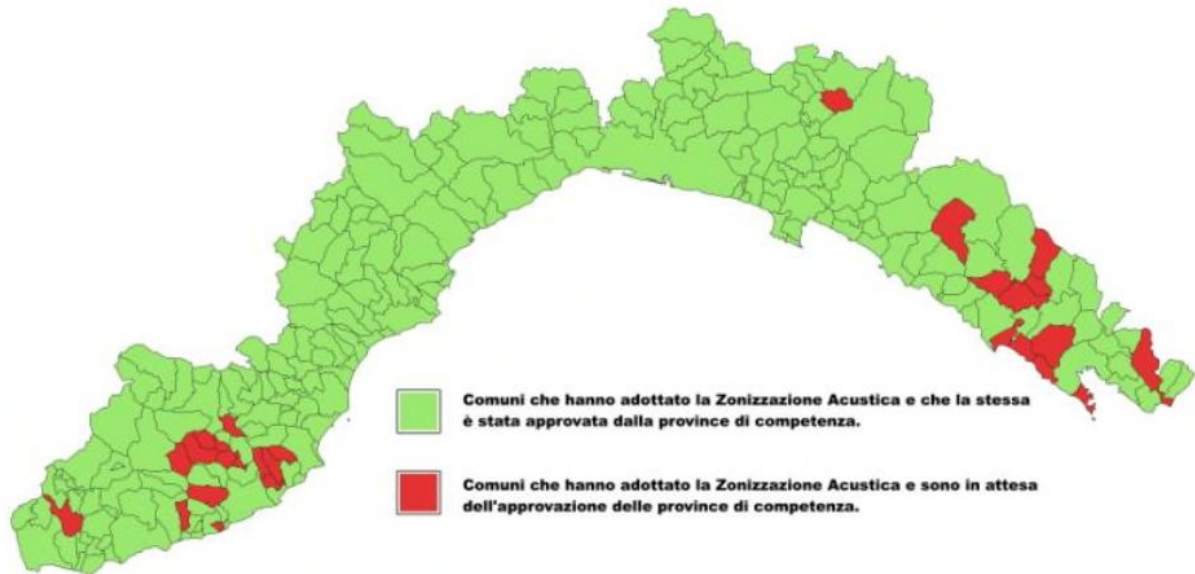 Comuni che hanno adottato la Zonizzazione Acustica e che la stessa
è stata approvata dalla province di competenza.
Comuni che hanno adottato la Zonizzazione Acustica e sono in attesa
dell'approvazione delle province di competenza.